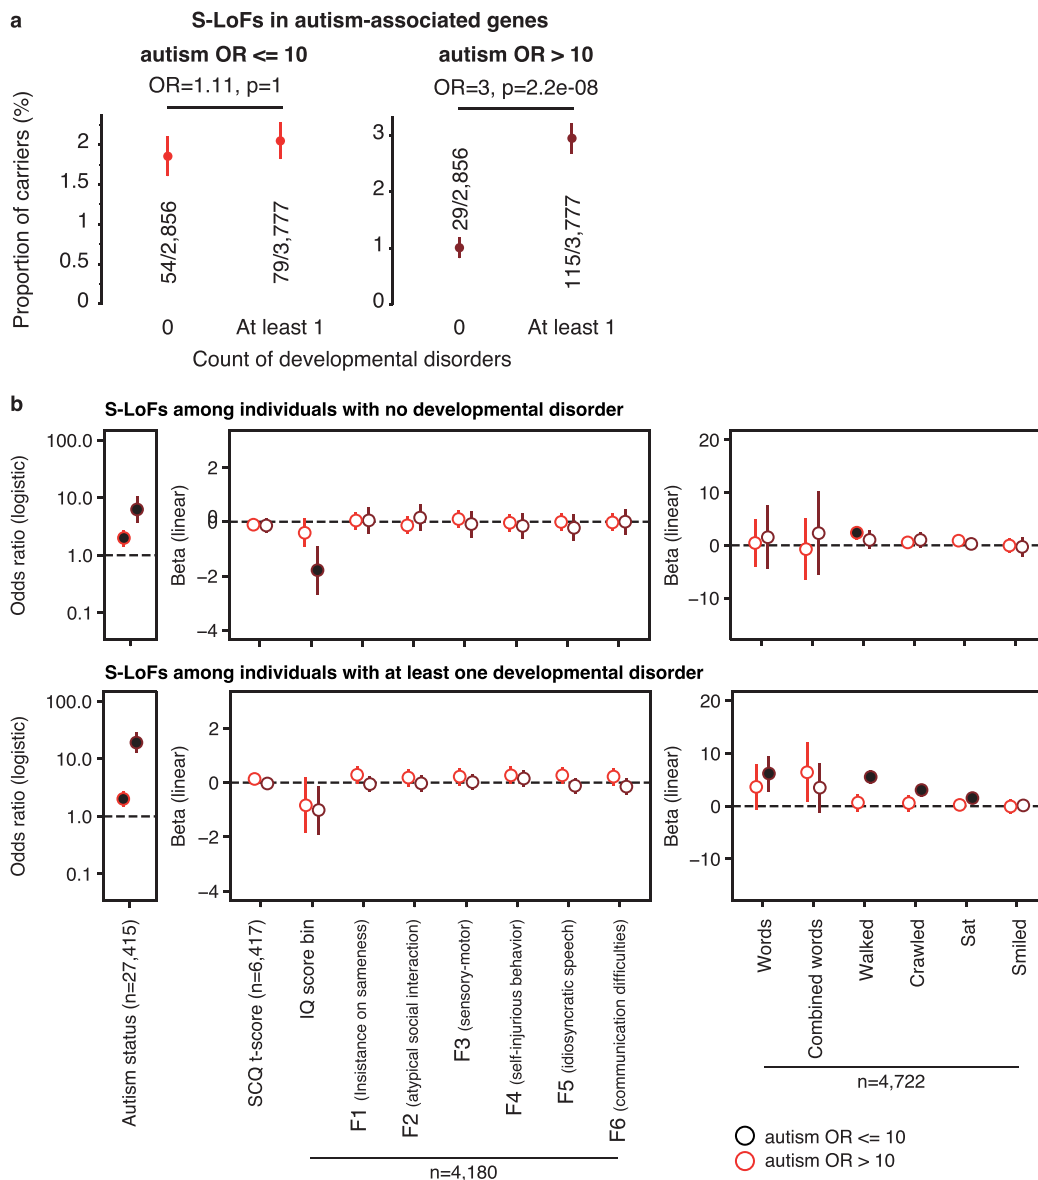 a
S-LoFs in autism-associated genes
autism OR <= 10
autism OR > 10
OR=1.11, p=1
OR=3, p=2.2e-08
Proportion of carriers (%)
2
1.5
1
0.5
0
54/2,856
79/3,777
3
2
1
0
29/2,856
115/3,777
0
At least 1
0
At least 1
Count of developmental disorders
b
S-LoFs among individuals with no developmental disorder
Odds ratio (logistic)
100.0
10.0
1.0
0.1
Beta (linear)
2
0
0
−2
−4
Beta (linear)
20
10
0
−10
S-LoFs among individuals with at least one developmental disorder
Odds ratio (logistic)
100.0
10.0
1.0
0.1
Beta (linear)
2
0
−2
−4
Beta (linear)
20
10
0
−10
Autism status (n=27,415)
SCQ t-score (n=6,417)
IQ score bin
F1 (Insistance on sameness)
F2 (atypical social interaction)
F3 (sensory-motor)
F4 (self-injurious behavior)
F5 (idiosyncratic speech)
F6 (communication difficulties)
n=4,180
Words
Combined words
Walked
Crawled
Sat
Smiled
n=4,722
autism OR <= 10
autism OR > 10